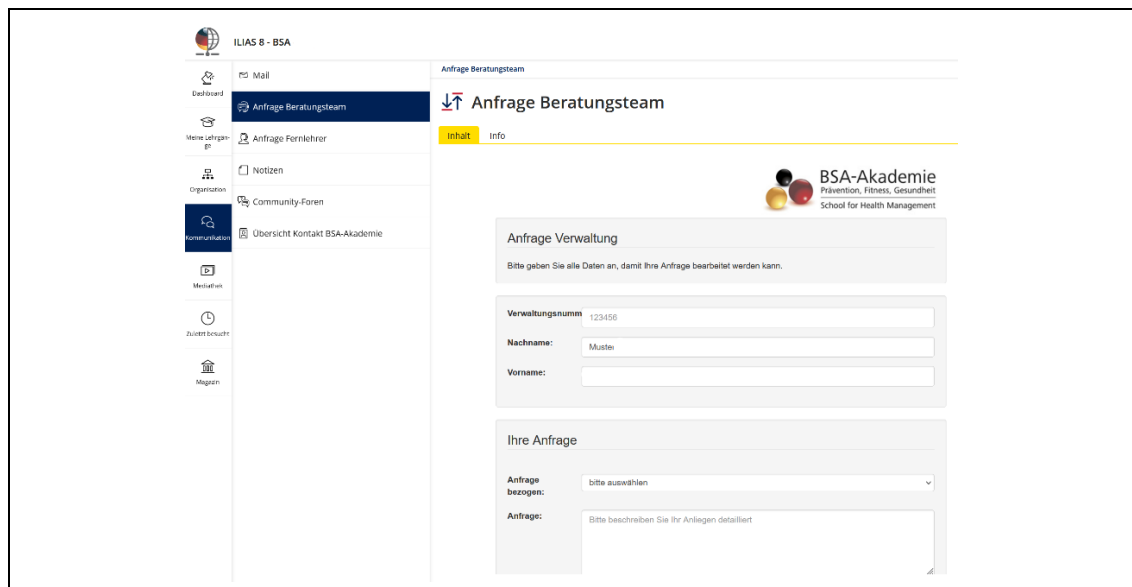 ILIAS 8 - BSA
Dashboard
Meine Lehrgän-
ge
Organisation
Kommunikation
Mediathek
Zuletzt besucht
Magazin
Mail
Anfrage Beratungsteam
Anfrage Fernlehrer
Notizen
Community-Foren
Übersicht Kontakt BSA-Akademie
Anfrage Beratungsteam
Anfrage Beratungsteam
Inhalt Info
BSA-Akademie
Prävention, Fitness, Gesundheit
School for Health Management
Anfrage Verwaltung
Bitte geben Sie alle Daten an, damit Ihre Anfrage bearbeitet werden kann.
Verwaltungsnumm 123456
Nachname: Muster
Vorname:
Ihre Anfrage
Anfrage bitte auswählen
bezogen:
Anfrage: Bitte beschreiben Sie Ihr Anliegen detailliert